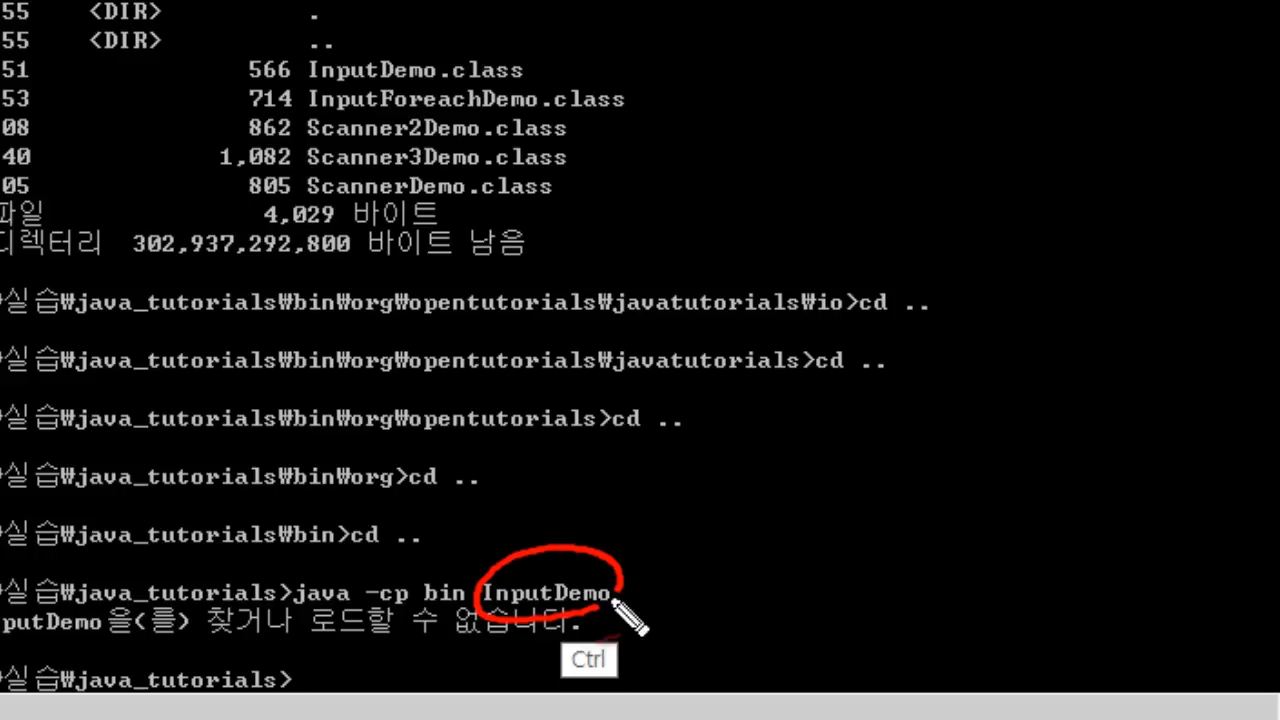 55 <DIR> .
55 <DIR> ..
51 566 InputDemo.class
53 714 InputForeachDemo.class
08 862 Scanner2Demo.class
40 1,082 Scanner3Demo.class
05 805 ScannerDemo.class
파일 4,029 바이트
디렉터리 302,937,292,800 바이트 남음
실습₩java_tutorials₩bin₩org₩opentutorials₩javatutorials₩io>cd ..
실습₩java_tutorials₩bin₩org₩opentutorials₩javatutorials>cd ..
실습₩java_tutorials₩bin₩org₩opentutorials>cd ..
실습₩java_tutorials₩bin₩org>cd ..
실습₩java_tutorials₩bin>cd ..
실습₩java_tutorials>java -cp bin InputDemo
putDemo을(를) 찾거나 로드할 수 없습니다.
Ctrl
실습₩java_tutorials>